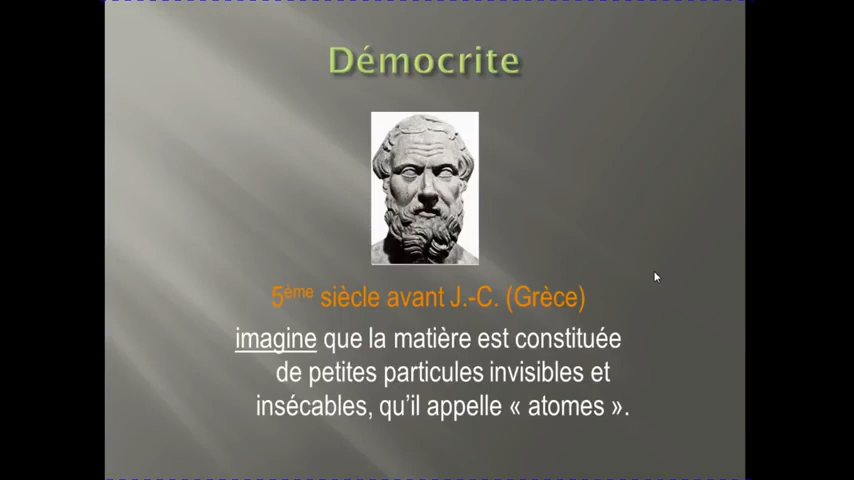 Démocrite
5ème siècle avant J.-C. (Grèce)
imagine que la matière est constituée
de petites particules invisibles et
insécables, qu’il appelle « atomes ».